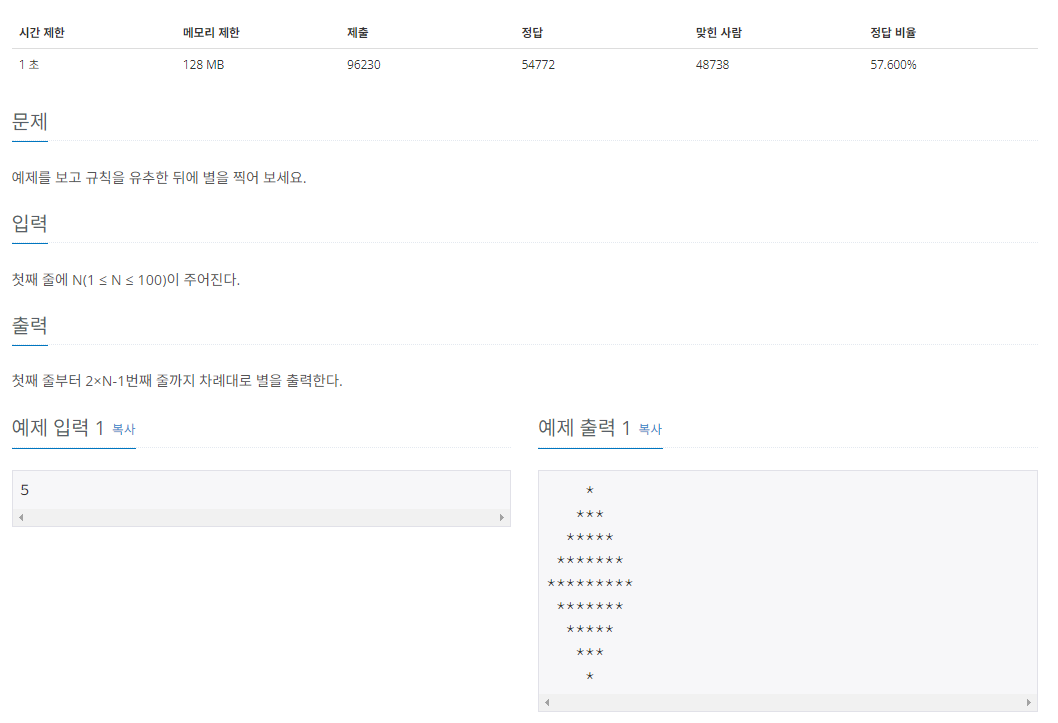 시간 제한 메모리 제한 제출 정답 맞힌 사람 정답 비율
1 초 128 MB 96230 54772 48738 57.600%
문제
예제를 보고 규칙을 유추한 뒤에 별을 찍어 보세요.
입력
첫째 줄에 N(1 ≤ N ≤ 100)이 주어진다.
출력
첫째 줄부터 2×N-1번째 줄까지 차례대로 별을 출력한다.
예제 입력 1 복사
5
예제 출력 1 복사
    *
   ***
  *****
 *******
*********
 *******
  *****
   ***
    *